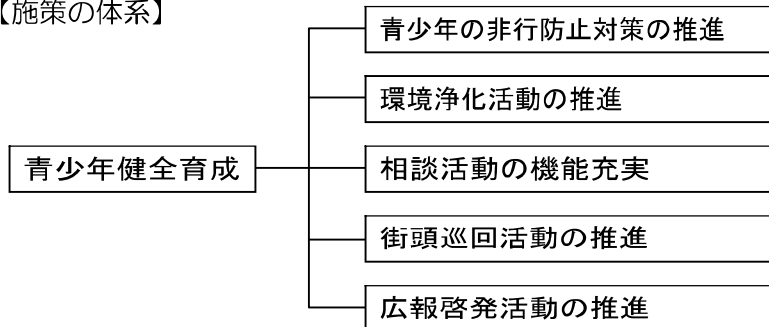 【施策の体系】
青少年の非行防止対策の推進
環境浄化活動の推進
青少年健全育成
相談活動の機能充実
街頭巡回活動の推進
広報啓発活動の推進